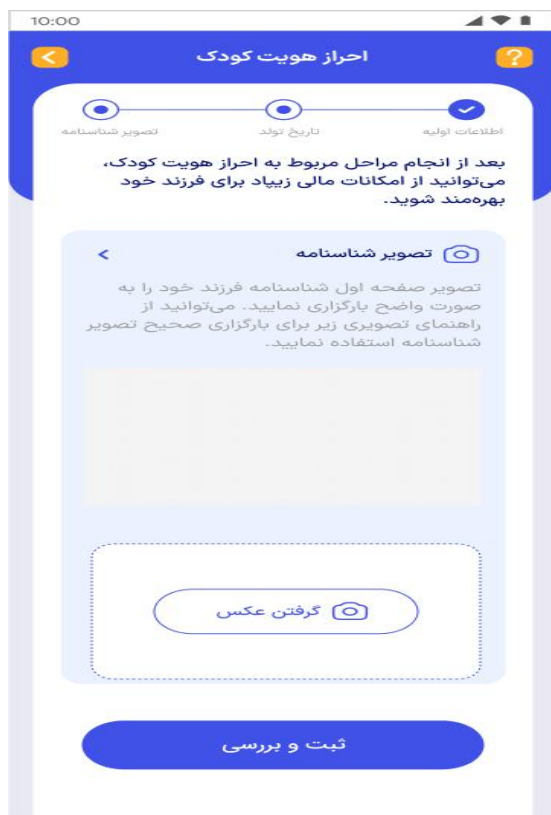 10:00
احراز هویت کودک
?
اطلاعات اولیه
تاریخ تولد
تصویر شناسنامه
بعد از انجام مراحل مربوط به احراز هویت کودک،
می‌توانید از امکانات مالی زیپاد برای فرزند خود
بهره‌مند شوید.
تصویر شناسنامه
تصویر صفحه اول شناسنامه فرزند خود را به
صورت واضح بارگزاری نمایید. می‌توانید از
راهنمای تصویری زیر برای بارگزاری صحیح تصویر
شناسنامه استفاده نمایید.
گرفتن عکس
ثبت و بررسی